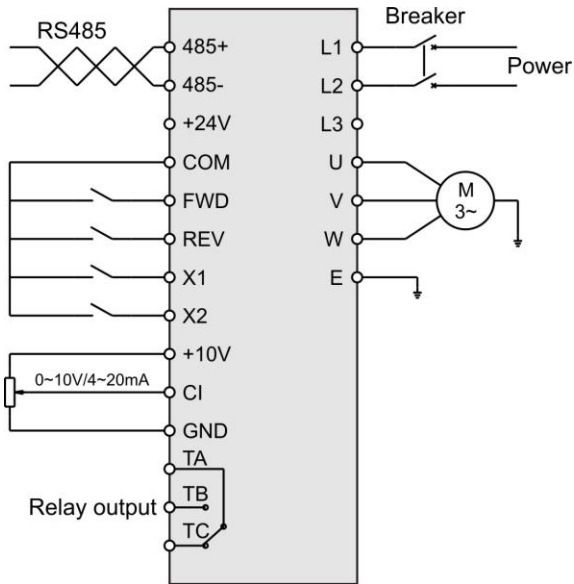 Breaker
RS485
485+
L1
Power
485-
L2
+24V
L3
COM
U
FWD
V
M
3~
REV
W
X1
E
X2
+10V
0~10V/4~20mA
CI
GND
TA
TB
Relay output
TC